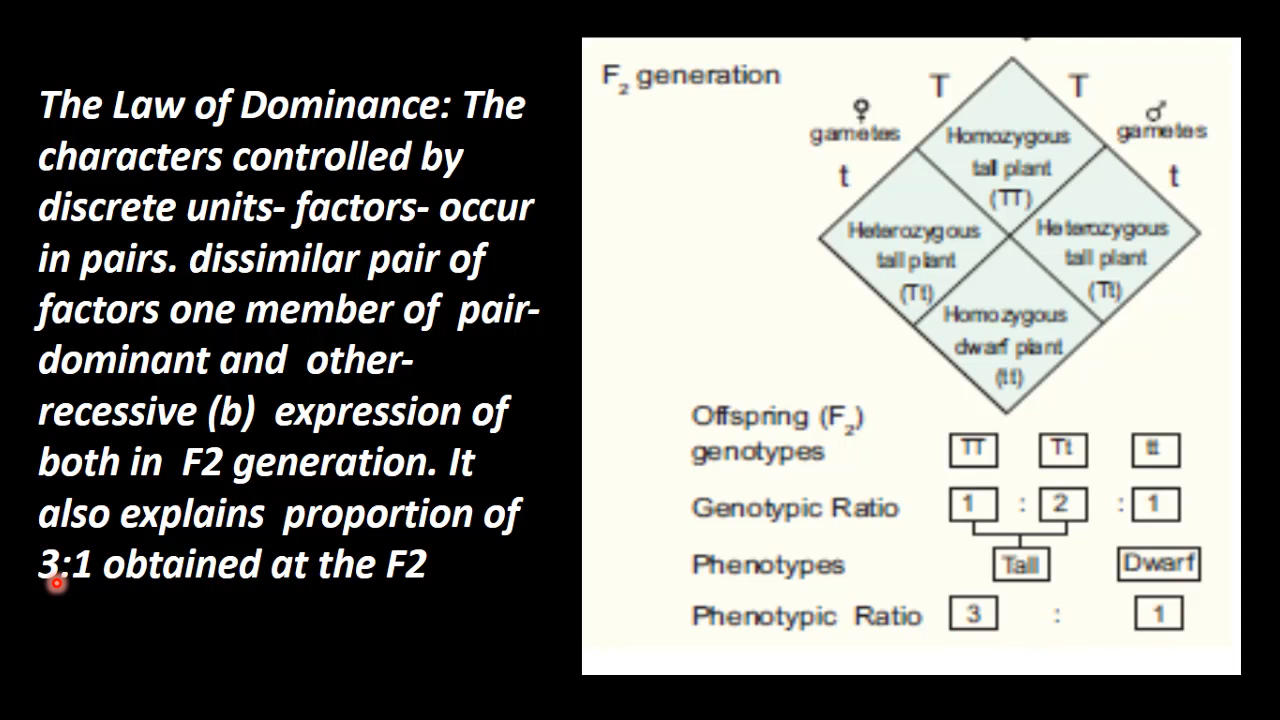 The Law of Dominance: The
characters controlled by
discrete units- factors- occur
in pairs. dissimilar pair of
factors one member of pair-
dominant and other-
recessive (b) expression of
both in F2 generation. It
also explains proportion of
3:1 obtained at the F2
F2 generation
T T
♀ ♂
gametes gametes
t t
Homozygous
tall plant
(TT)
Heterozygous Heterozygous
tall plant tall plant
(Tt) (Tt)
Homozygous
dwarf plant
(tt)
Offspring (F2)
genotypes TT Tt tt
Genotypic Ratio 1 : 2 : 1
Phenotypes Tall Dwarf
Phenotypic Ratio 3 : 1